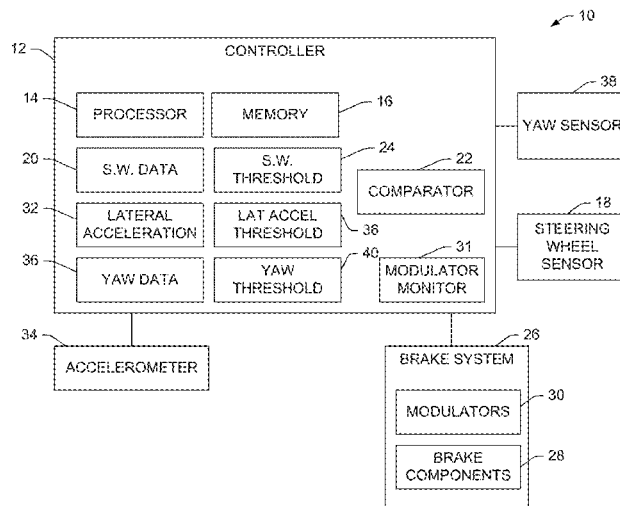 10
12
CONTROLLER
14
PROCESSOR
MEMORY
16
38
YAW SENSOR
20
S.W. DATA
24
S.W. THRESHOLD
22
COMPARATOR
32
LATERAL ACCELERATION
LAT ACCEL THRESHOLD
36
18
STEERING WHEEL SENSOR
36
YAW DATA
40
YAW THRESHOLD
31
MODULATOR MONITOR
34
ACCELEROMETER
26
BRAKE SYSTEM
MODULATORS
30
BRAKE COMPONENTS
28